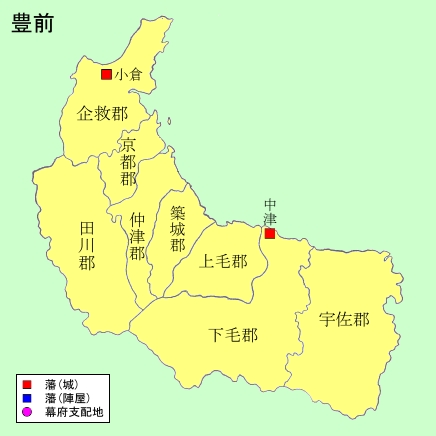 豊前
小倉
企救郡
京都郡
田川郡
仲津郡
築城郡
中津
上毛郡
下毛郡
宇佐郡
藩（城）
藩（陣屋）
幕府支配地